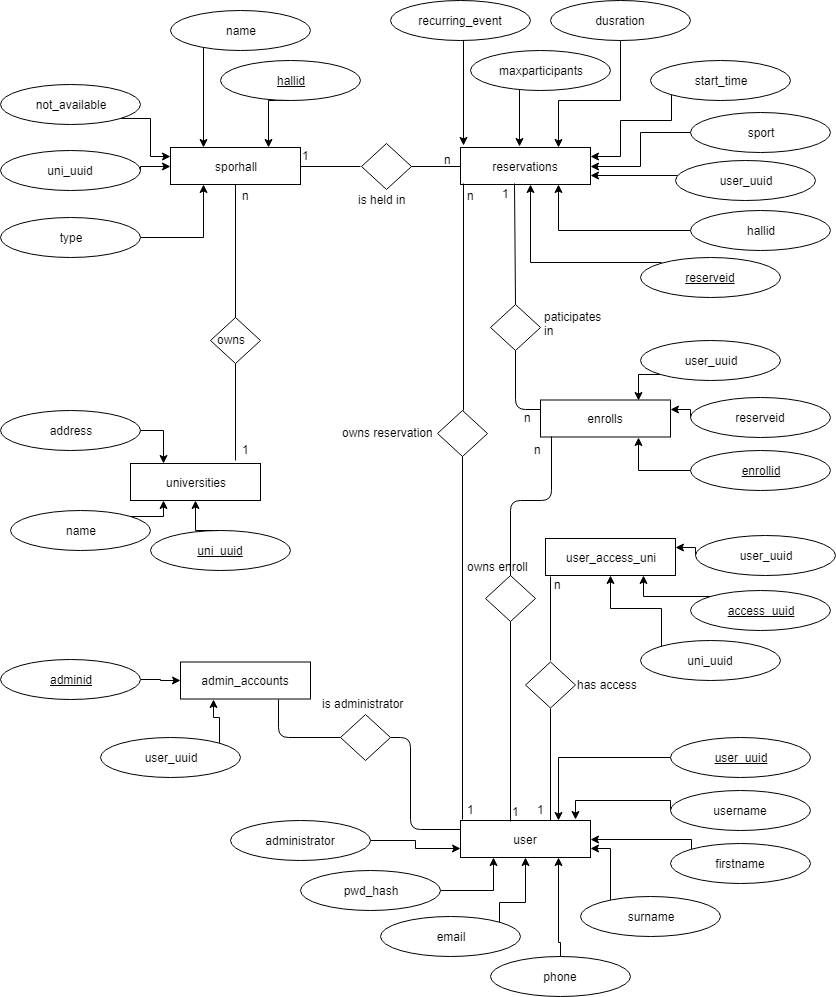 name
recurring_event
dusration
hallid
maxparticipants
start_time
not_available
sport
sporhall
1
n
reservations
uni_uuid
user_uuid
is held in
n
n
1
type
hallid
reserveid
paticipates
in
owns
user_uuid
n
enrolls
reserveid
address
owns reservation
1
n
enrollid
universities
name
uni_uuid
user_access_uni
user_uuid
owns enroll
n
access_uuid
uni_uuid
adminid
admin_accounts
has access
is administrator
user_uuid
user_uuid
1
1
1
username
administrator
user
firstname
pwd_hash
surname
email
phone